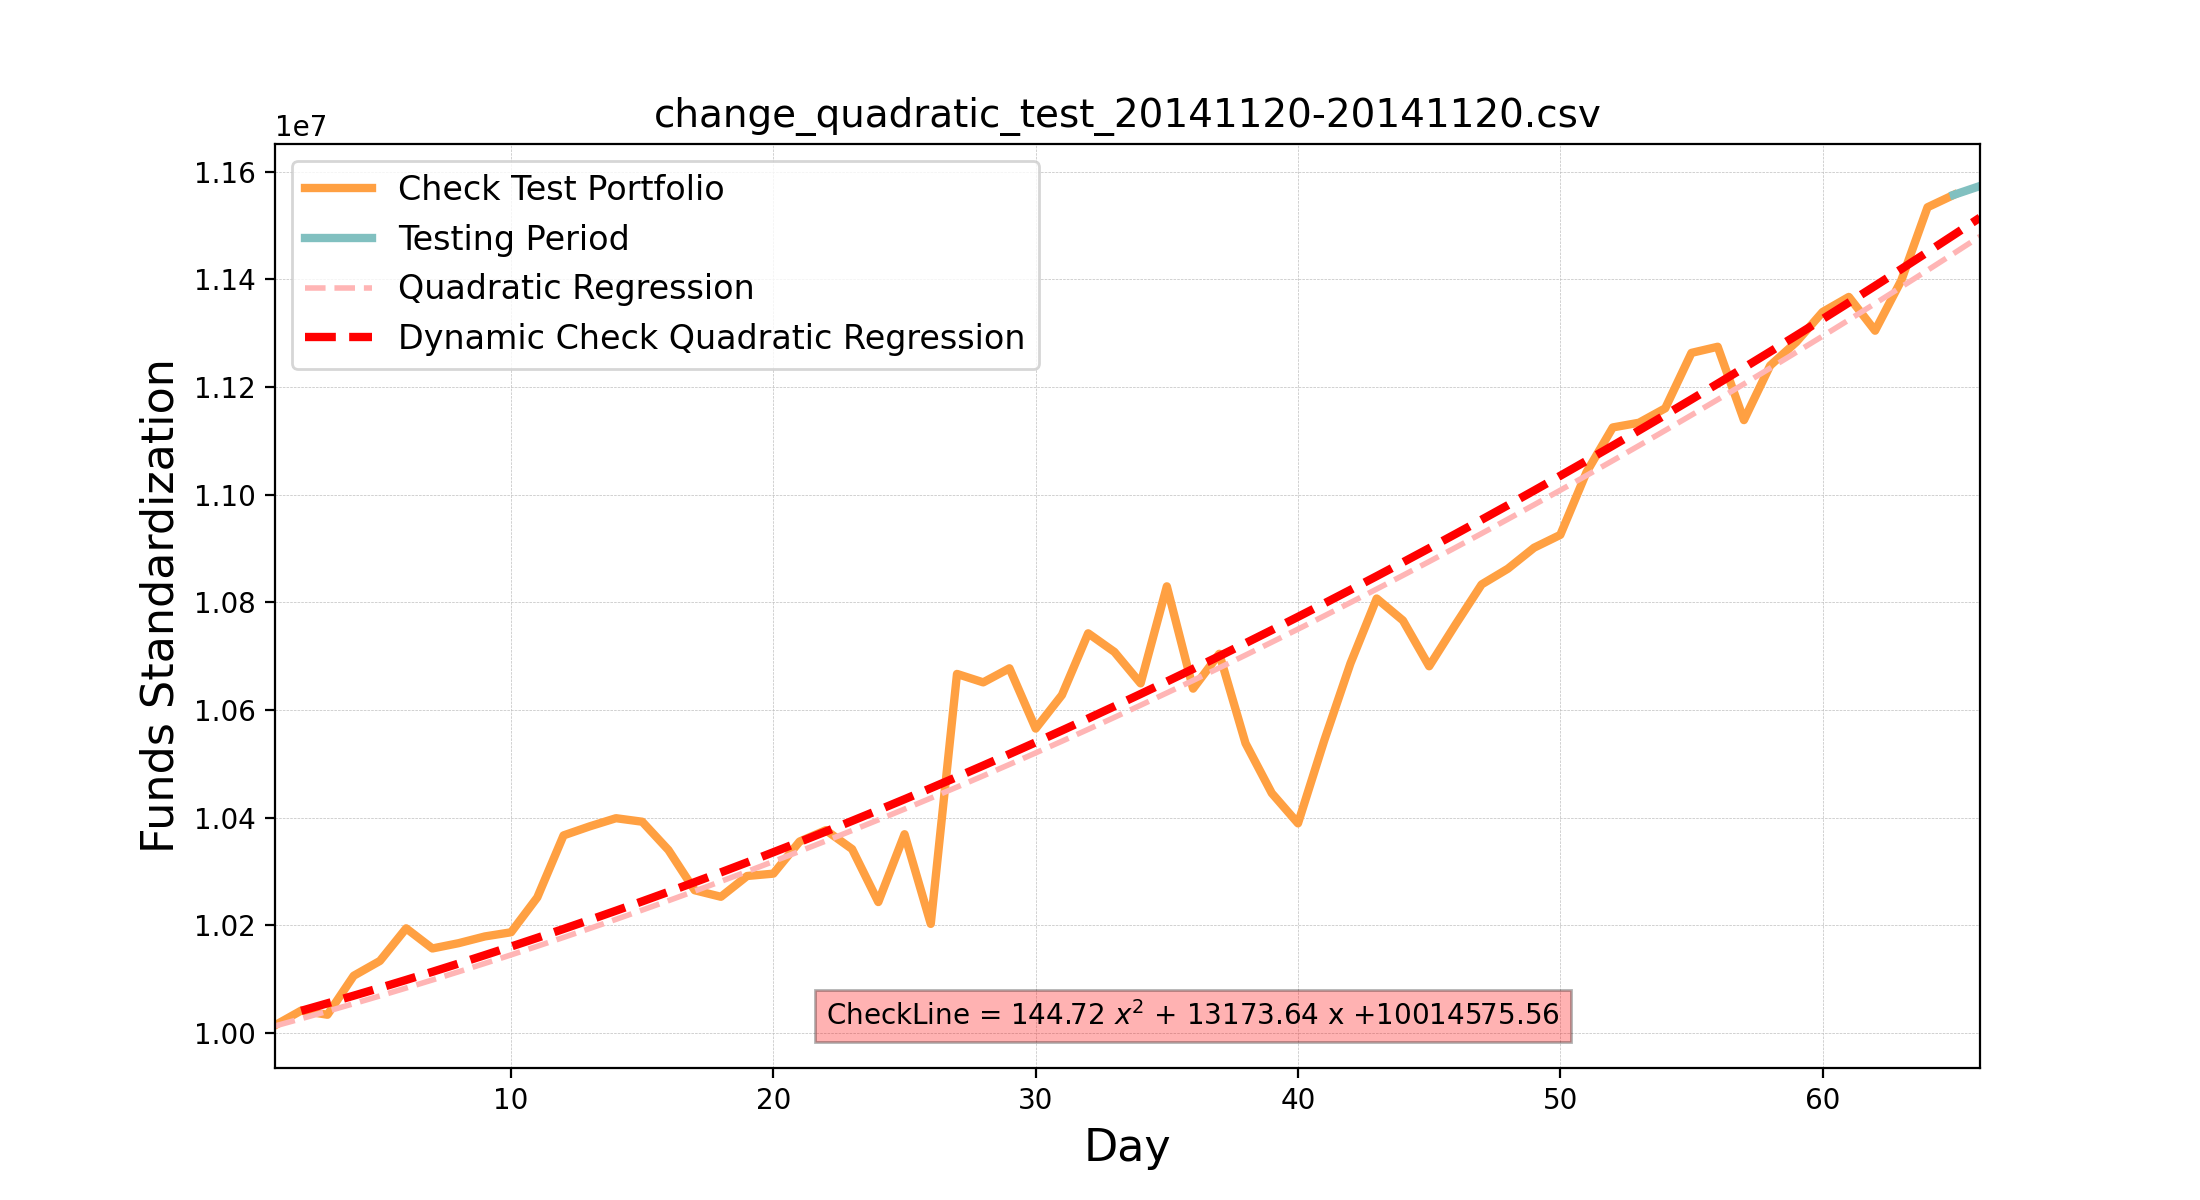 change_quadratic_test_20141120-20141120.csv
1e7
Check Test Portfolio
Testing Period
Quadratic Regression
Dynamic Check Quadratic Regression
Funds Standardization
1.16
1.14
1.12
1.10
1.08
1.06
1.04
1.02
1.00
CheckLine = 144.72 x² + 13173.64 x +10014575.56
10 20 30 40 50 60
Day